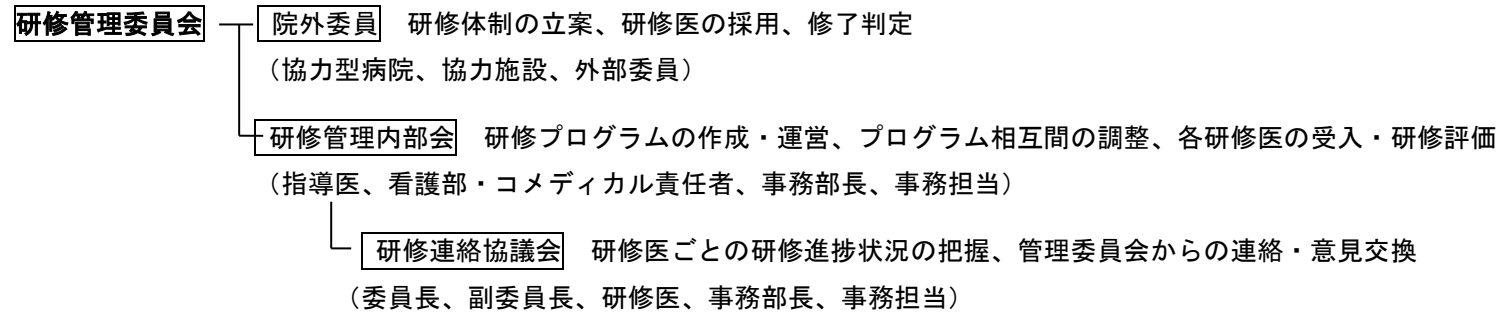 研修管理委員会 院外委員 研修体制の立案、研修医の採用、修了判定
（協力型病院、協力施設、外部委員）
研修管理内部会 研修プログラムの作成・運営、プログラム相互間の調整、各研修医の受入・研修評価
（指導医、看護部・コメディカル責任者、事務部長、事務担当）
研修連絡協議会 研修医ごとの研修進捗状況の把握、管理委員会からの連絡・意見交換
（委員長、副委員長、研修医、事務部長、事務担当）